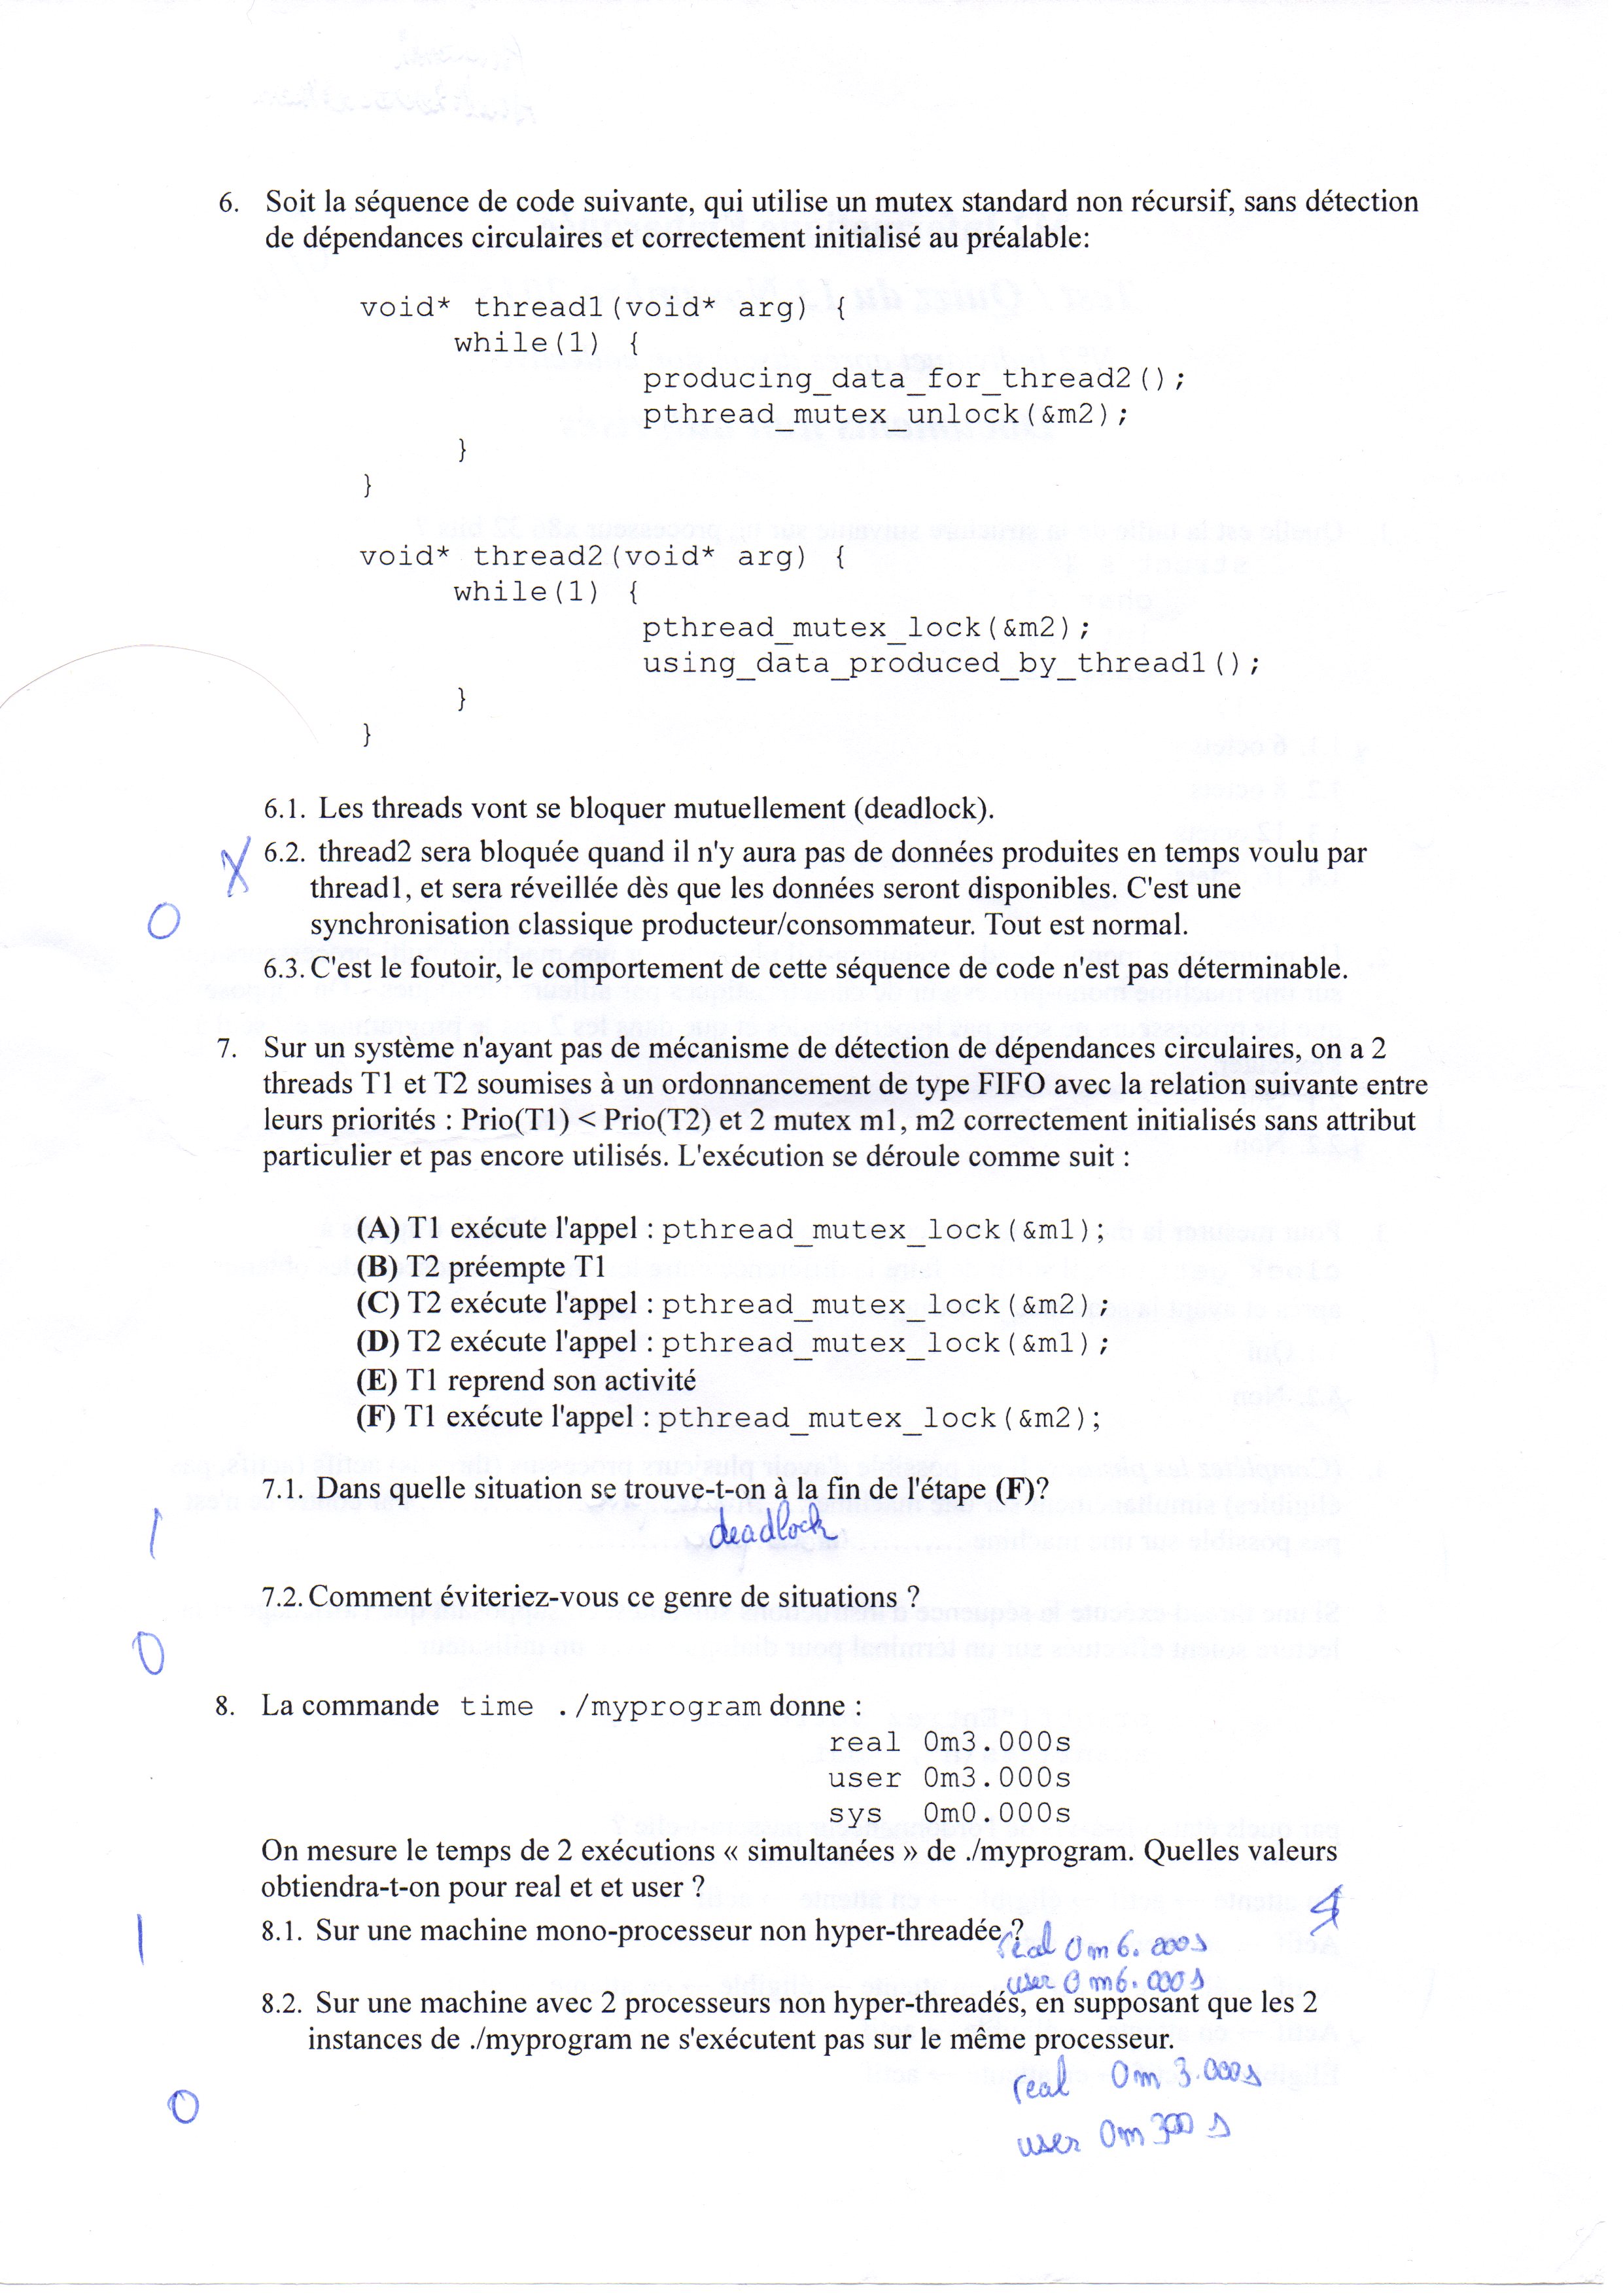 6. Soit la séquence de code suivante, qui utilise un mutex standard non récursif, sans détection
de dépendances circulaires et correctement initialisé au préalable:
void* thread1(void* arg) {
while(1) {
producing_data_for_thread2();
pthread_mutex_unlock(&m2);
}
}
void* thread2(void* arg) {
while(1) {
pthread_mutex_lock(&m2);
using_data_produced_by_thread1();
}
}
6.1. Les threads vont se bloquer mutuellement (deadlock).
X 6.2. thread2 sera bloquée quand il n'y aura pas de données produites en temps voulu par
thread1, et sera réveillée dès que les données seront disponibles. C'est une
0 synchronisation classique producteur/consommateur. Tout est normal.
6.3. C'est le foutoir, le comportement de cette séquence de code n'est pas déterminable.
7. Sur un système n'ayant pas de mécanisme de détection de dépendances circulaires, on a 2
threads T1 et T2 soumises à un ordonnancement de type FIFO avec la relation suivante entre
leurs priorités : Prio(T1) < Prio(T2) et 2 mutex m1, m2 correctement initialisés sans attribut
particulier et pas encore utilisés. L'exécution se déroule comme suit :
(A) T1 exécute l'appel : pthread_mutex_lock(&m1);
(B) T2 préempte T1
(C) T2 exécute l'appel : pthread_mutex_lock(&m2);
(D) T2 exécute l'appel : pthread_mutex_lock(&m1);
(E) T1 reprend son activité
(F) T1 exécute l'appel : pthread_mutex_lock(&m2);
7.1. Dans quelle situation se trouve-t-on à la fin de l'étape (F)?
1 deadlock
7.2. Comment éviteriez-vous ce genre de situations ?
0
8. La commande time ./myprogram donne :
real 0m3.000s
user 0m3.000s
sys 0m0.000s
On mesure le temps de 2 exécutions « simultanées » de ./myprogram. Quelles valeurs
obtiendra-t-on pour real et et user ?
1 8.1. Sur une machine mono-processeur non hyper-threadée ?
real 0m6.000s
user 0m6.000s
8.2. Sur une machine avec 2 processeurs non hyper-threadés, en supposant que les 2
instances de ./myprogram ne s'exécutent pas sur le même processeur.
real 0m 3.000s
0
user 0m 300 s